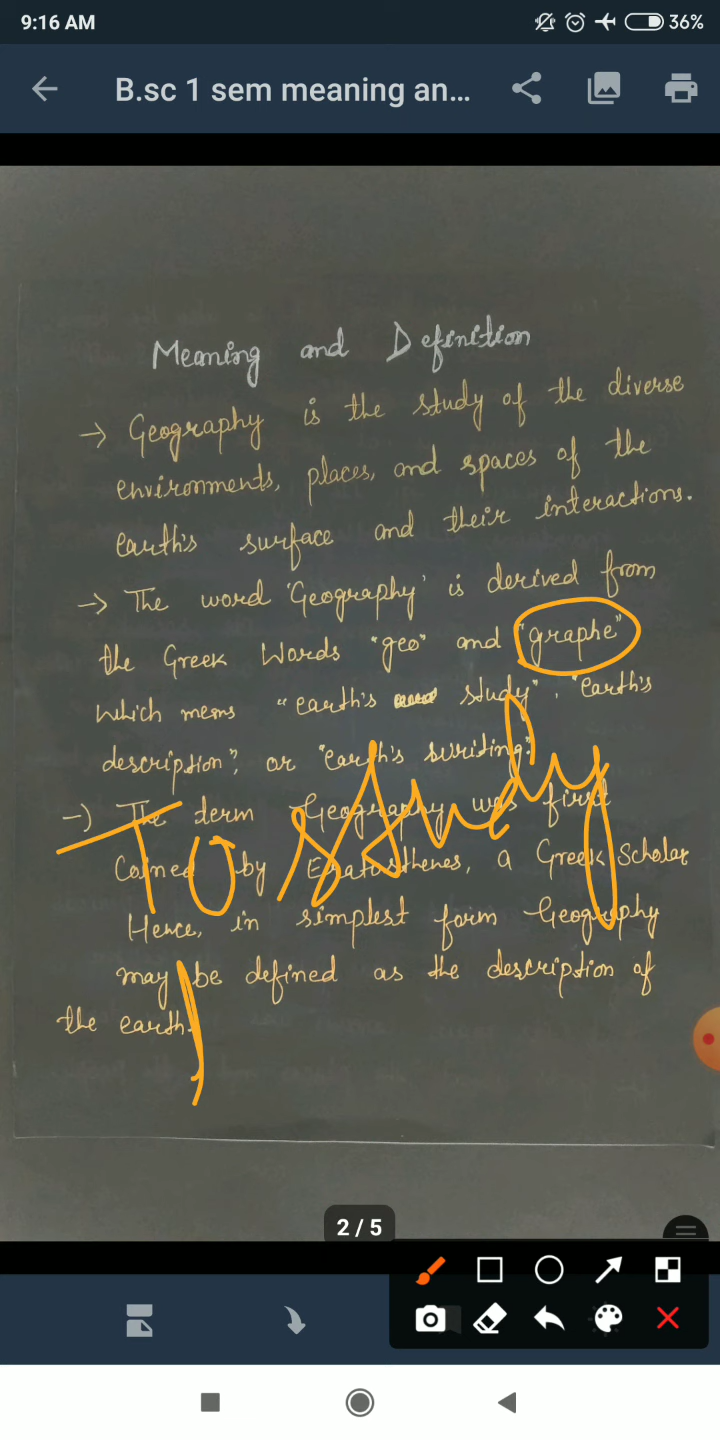 9:16 AM
36%
B.sc 1 sem meaning an...
Meaning and Definition
→ Geography is the study of the diverse
environments, places, and spaces of the
earth's surface and their interactions.
→ The word 'Geography' is derived from
the Greek Words "geo" and "graphe"
Which means "earth's study", "earth's
description", or "earth's writing".
TO study
→) The derm Geography was first
Coined by Eratosthenes, a Greek Scholar
Hence, in simplest form Geography
may be defined as the description of
the earth.
2 / 5